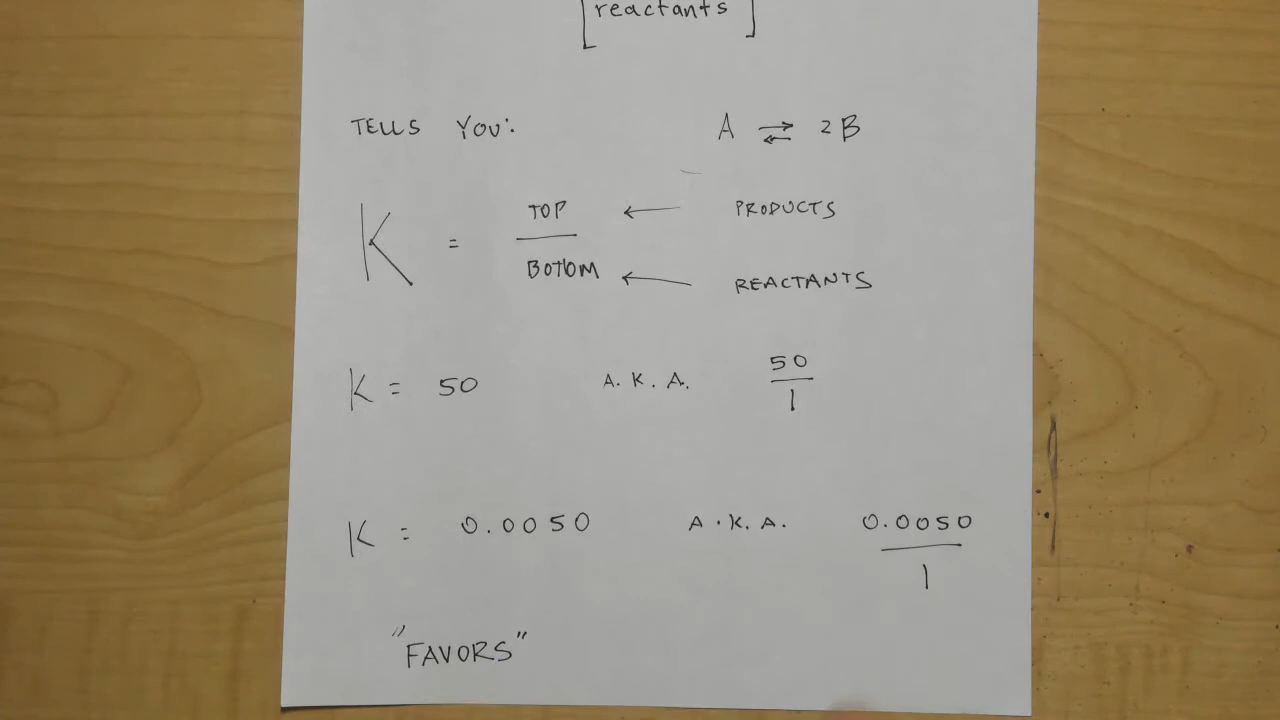 [reactants]
TELLS YOU: A ⇌ 2B
K = TOP ← PRODUCTS
BOTTOM ← REACTANTS
K = 50 A.K.A. 50/1
K = 0.0050 A.K.A. 0.0050/1
"FAVORS"